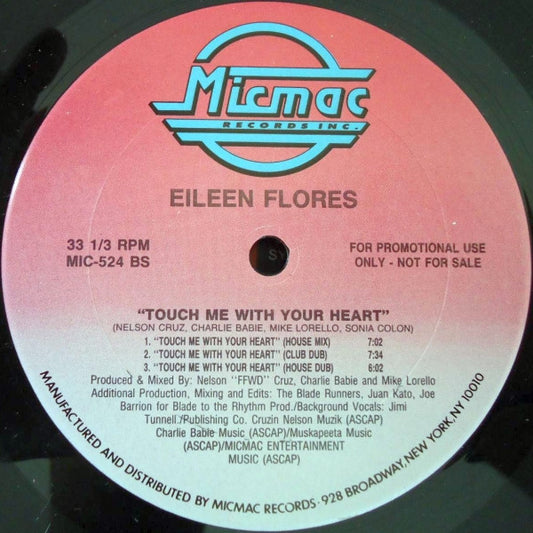 Micmac
RECORDS INC.
EILEEN FLORES
33 1/3 RPM
MIC-524 BS
FOR PROMOTIONAL USE
ONLY - NOT FOR SALE
"TOUCH ME WITH YOUR HEART"
(NELSON CRUZ, CHARLIE BABIE, MIKE LORELLO, SONIA COLON)
1. "TOUCH ME WITH YOUR HEART" (HOUSE MIX) 7:02
2. "TOUCH ME WITH YOUR HEART" (CLUB DUB) 7:34
3. "TOUCH ME WITH YOUR HEART" (HOUSE DUB) 6:02
Produced & Mixed By: Nelson "FFWD" Cruz, Charlie Babie and Mike Lorello
Additional Production, Mixing and Edits: The Blade Runners, Juan Kato, Joe
Barrion for Blade to the Rhythm Prod./Background Vocals: Jimi
Tunnell./Publishing Co. Cruzin Nelson Muzik (ASCAP)
Charlie Babie Music (ASCAP)/Muskapeeta Music
(ASCAP)/MICMAC ENTERTAINMENT
MUSIC (ASCAP)
MANUFACTURED AND DISTRIBUTED BY MICMAC RECORDS · 928 BROADWAY, NEW YORK, NY 10010